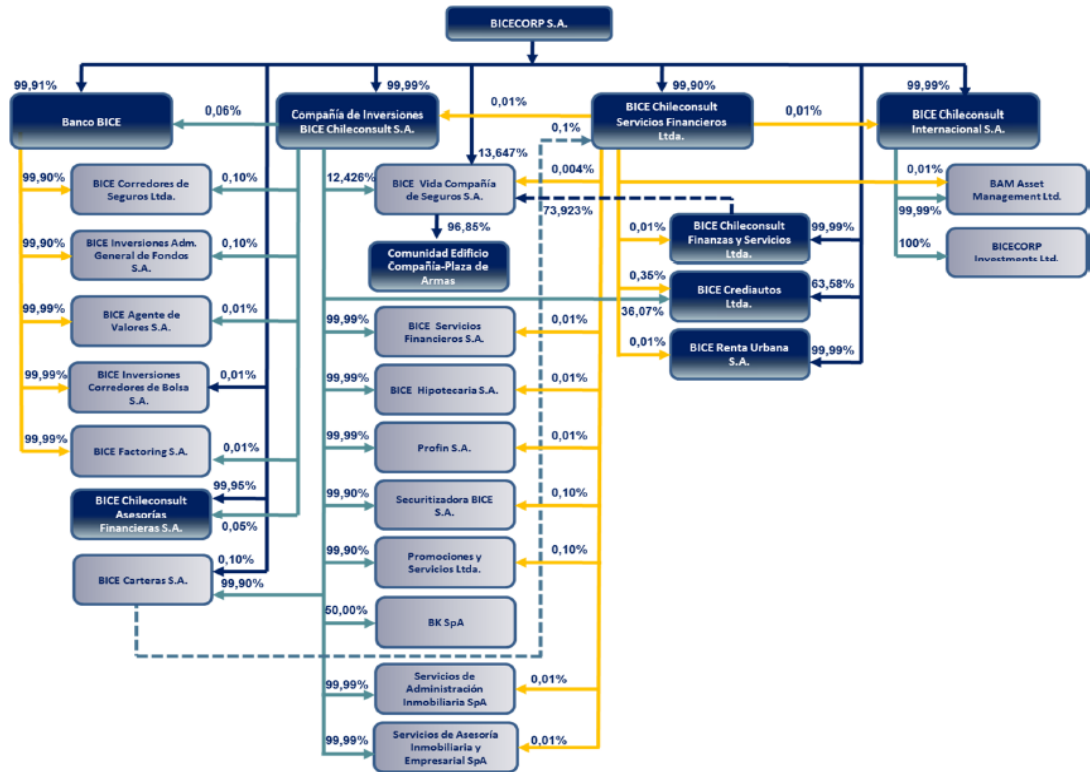 BICECORP S.A.
99,91%
99,99%
99,90%
99,99%
Banco BICE
0,06%
Compañía de Inversiones
BICE Chileconsult S.A.
0,01%
BICE Chileconsult
Servicios Financieros
Ltda.
0,01%
BICE Chileconsult
Internacional S.A.
0,1%
13,647%
99,90%
BICE Corredores de
Seguros Ltda.
0,10%
12,426%
BICE Vida Compañía
de Seguros S.A.
0,004%
73,923%
0,01%
99,99%
BAM Asset
Management Ltd.
96,85%
99,90%
BICE Inversiones Adm.
General de Fondos
S.A.
0,10%
Comunidad Edificio
Compañía-Plaza de
Armas
0,01%
BICE Chileconsult
Finanzas y Servicios
Ltda.
99,99%
100%
BICECORP
Investments Ltd.
0,35%
36,07%
BICE Crediautos
Ltda.
63,58%
99,99%
BICE Agente de
Valores S.A.
0,01%
99,99%
BICE Servicios
Financieros S.A.
0,01%
0,01%
BICE Renta Urbana
S.A.
99,99%
99,99%
BICE Inversiones
Corredores de Bolsa
S.A.
0,01%
99,99%
BICE Hipotecaria S.A.
0,01%
99,99%
BICE Factoring S.A.
0,01%
99,99%
Profin S.A.
0,01%
BICE Chileconsult
Asesorías
Financieras S.A.
99,95%
0,05%
99,90%
Securitizadora BICE
S.A.
0,10%
BICE Carteras S.A.
0,10%
99,90%
99,90%
Promociones y
Servicios Ltda.
0,10%
50,00%
BK SpA
99,99%
Servicios de
Administración
Inmobiliaria SpA
0,01%
99,99%
Servicios de Asesoría
Inmobiliaria y
Empresarial SpA
0,01%